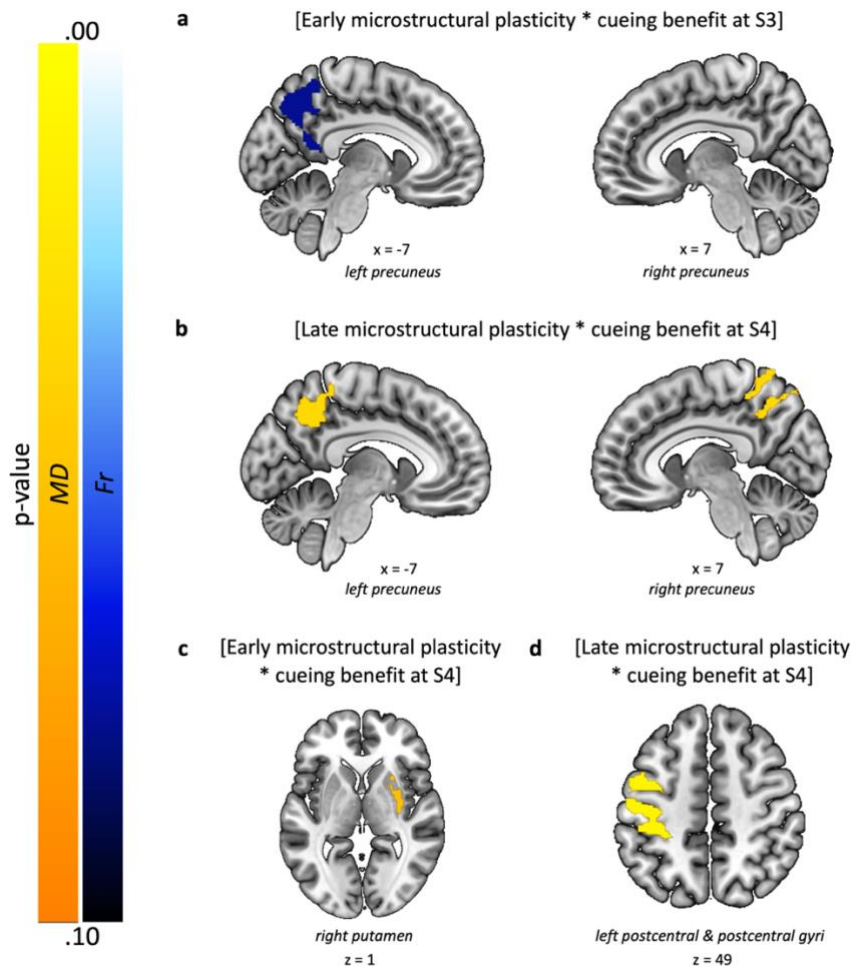 .00
p-value
MD
Fr
.10
a [Early microstructural plasticity * cueing benefit at S3]
x = -7
left precuneus
x = 7
right precuneus
b [Late microstructural plasticity * cueing benefit at S4]
x = -7
left precuneus
x = 7
right precuneus
c [Early microstructural plasticity
* cueing benefit at S4]
right putamen
z = 1
d [Late microstructural plasticity
* cueing benefit at S4]
left postcentral & postcentral gyri
z = 49